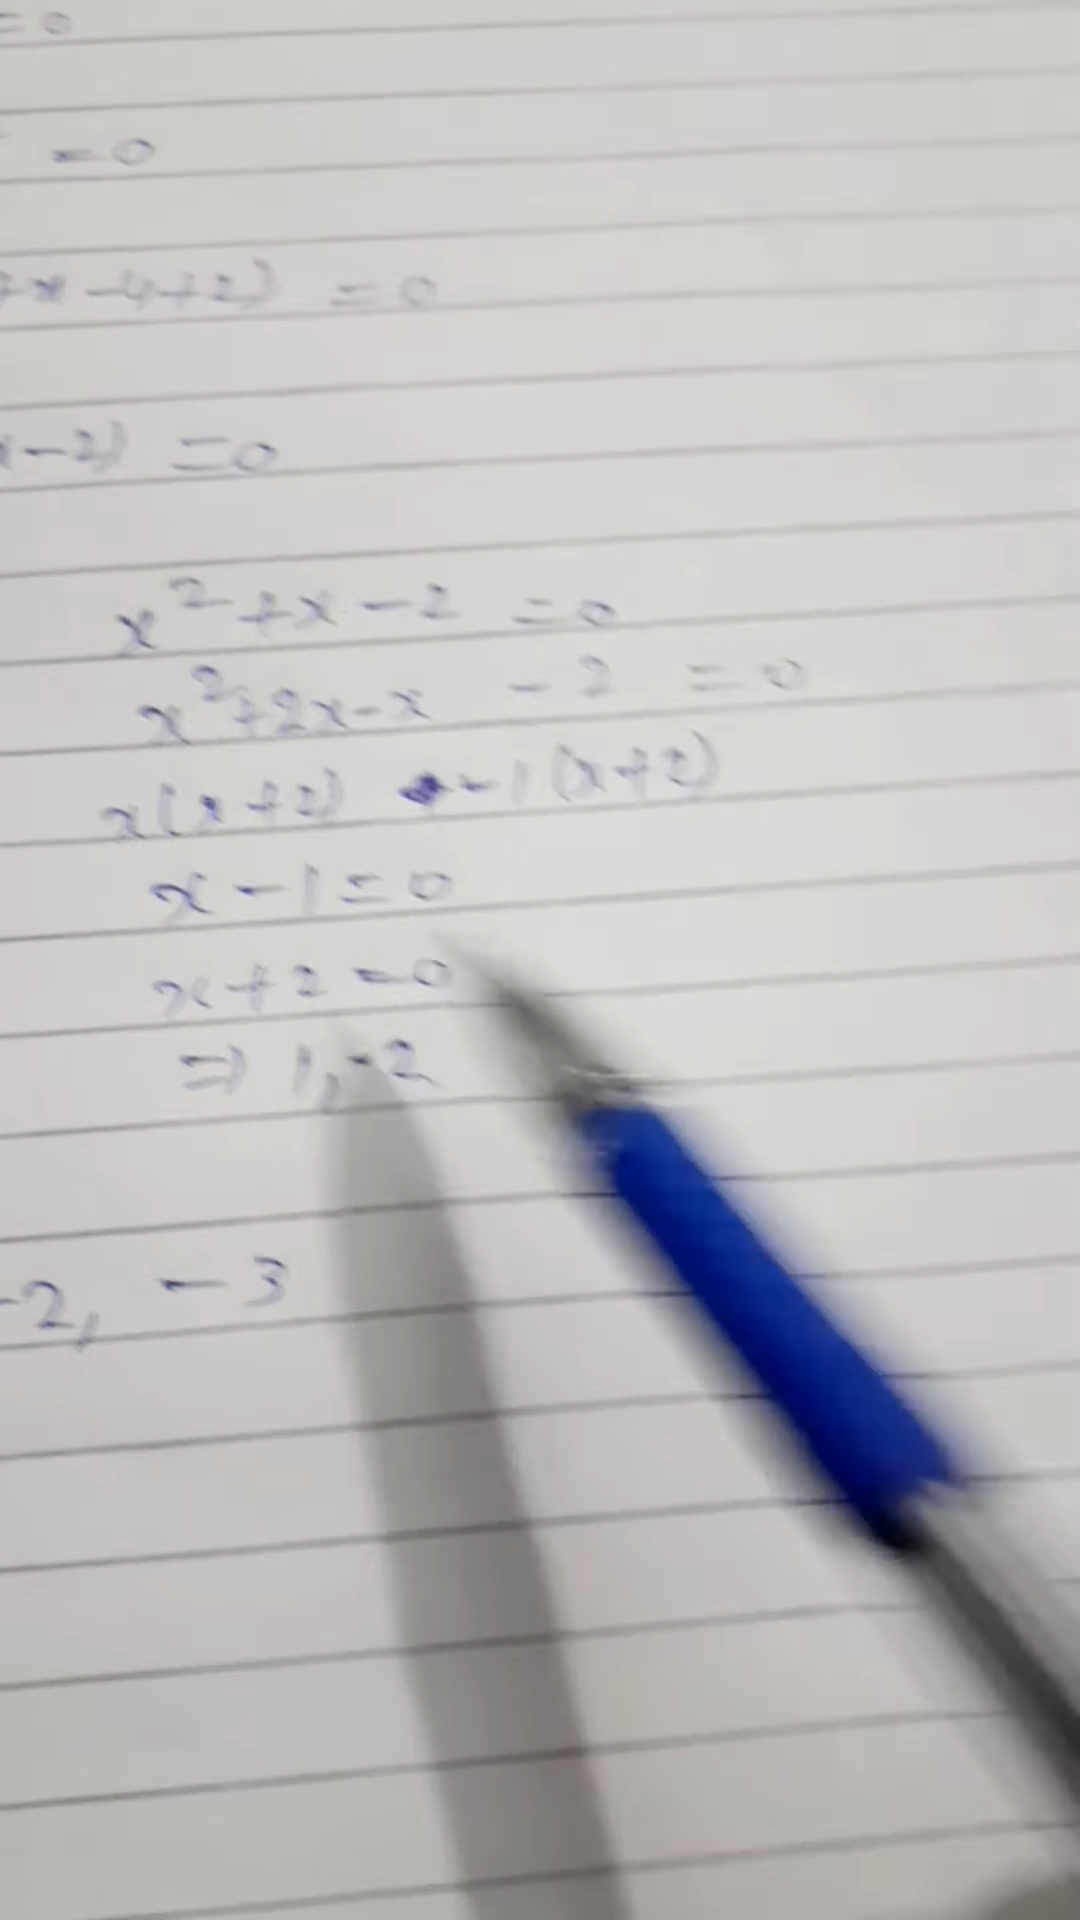 =0
=0
+x-4+2) =0
x-2) =0
x²+x-2 =0
x²+2x-x -2 =0
x(x+2) -1(x+2)
x-1=0
x+2=0
⇒ 1,-2
-2, -3